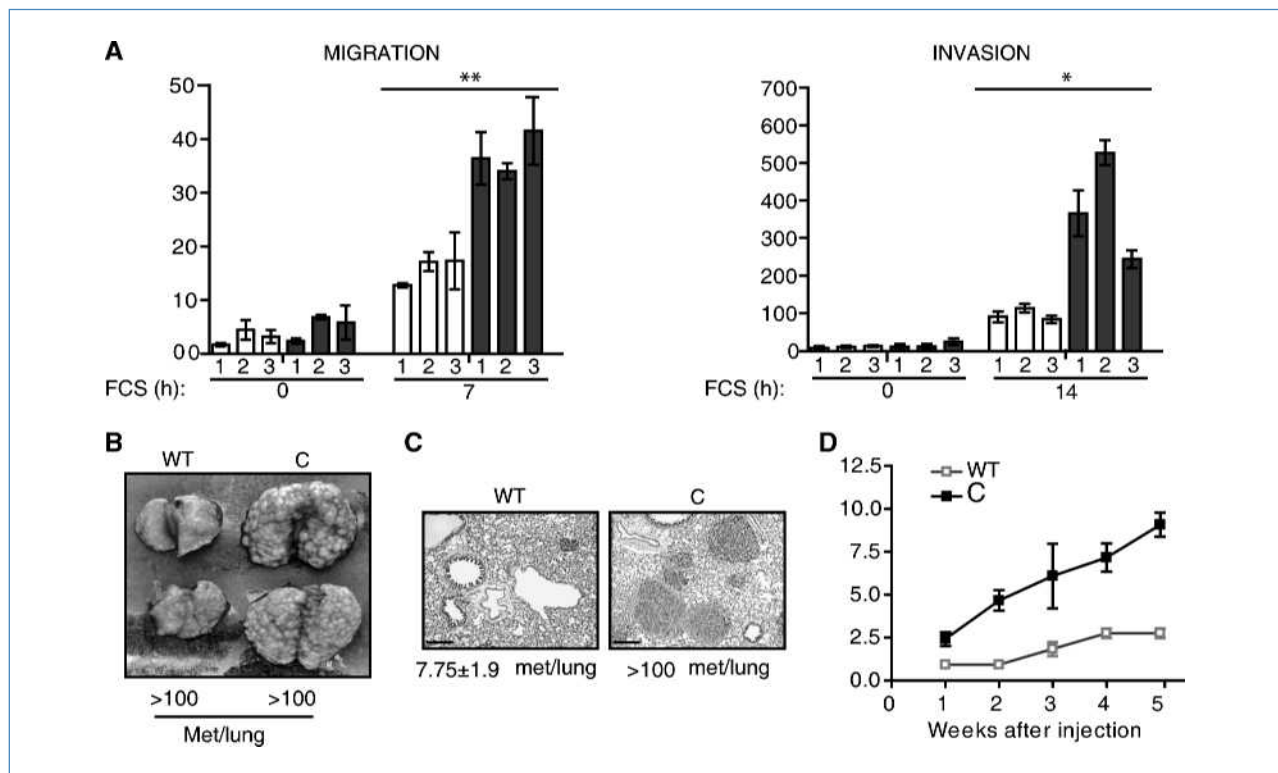 A
MIGRATION
**
50
40
30
20
10
0 0
1 2 3 1 2 3 1 2 3 1 2 3
FCS (h): 0 7
INVASION
*
700
600
500
400
300
200
100
0
1 2 3 1 2 3 1 2 3 1 2 3
FCS (h): 0 14
B
WT C
>100 >100
Met/lung
C
WT C
7.75±1.9 met/lung >100 met/lung
D
WT
C
12.5
10.0
7.5
5.0
2.5
0.0
0 1 2 3 4 5
Weeks after injection